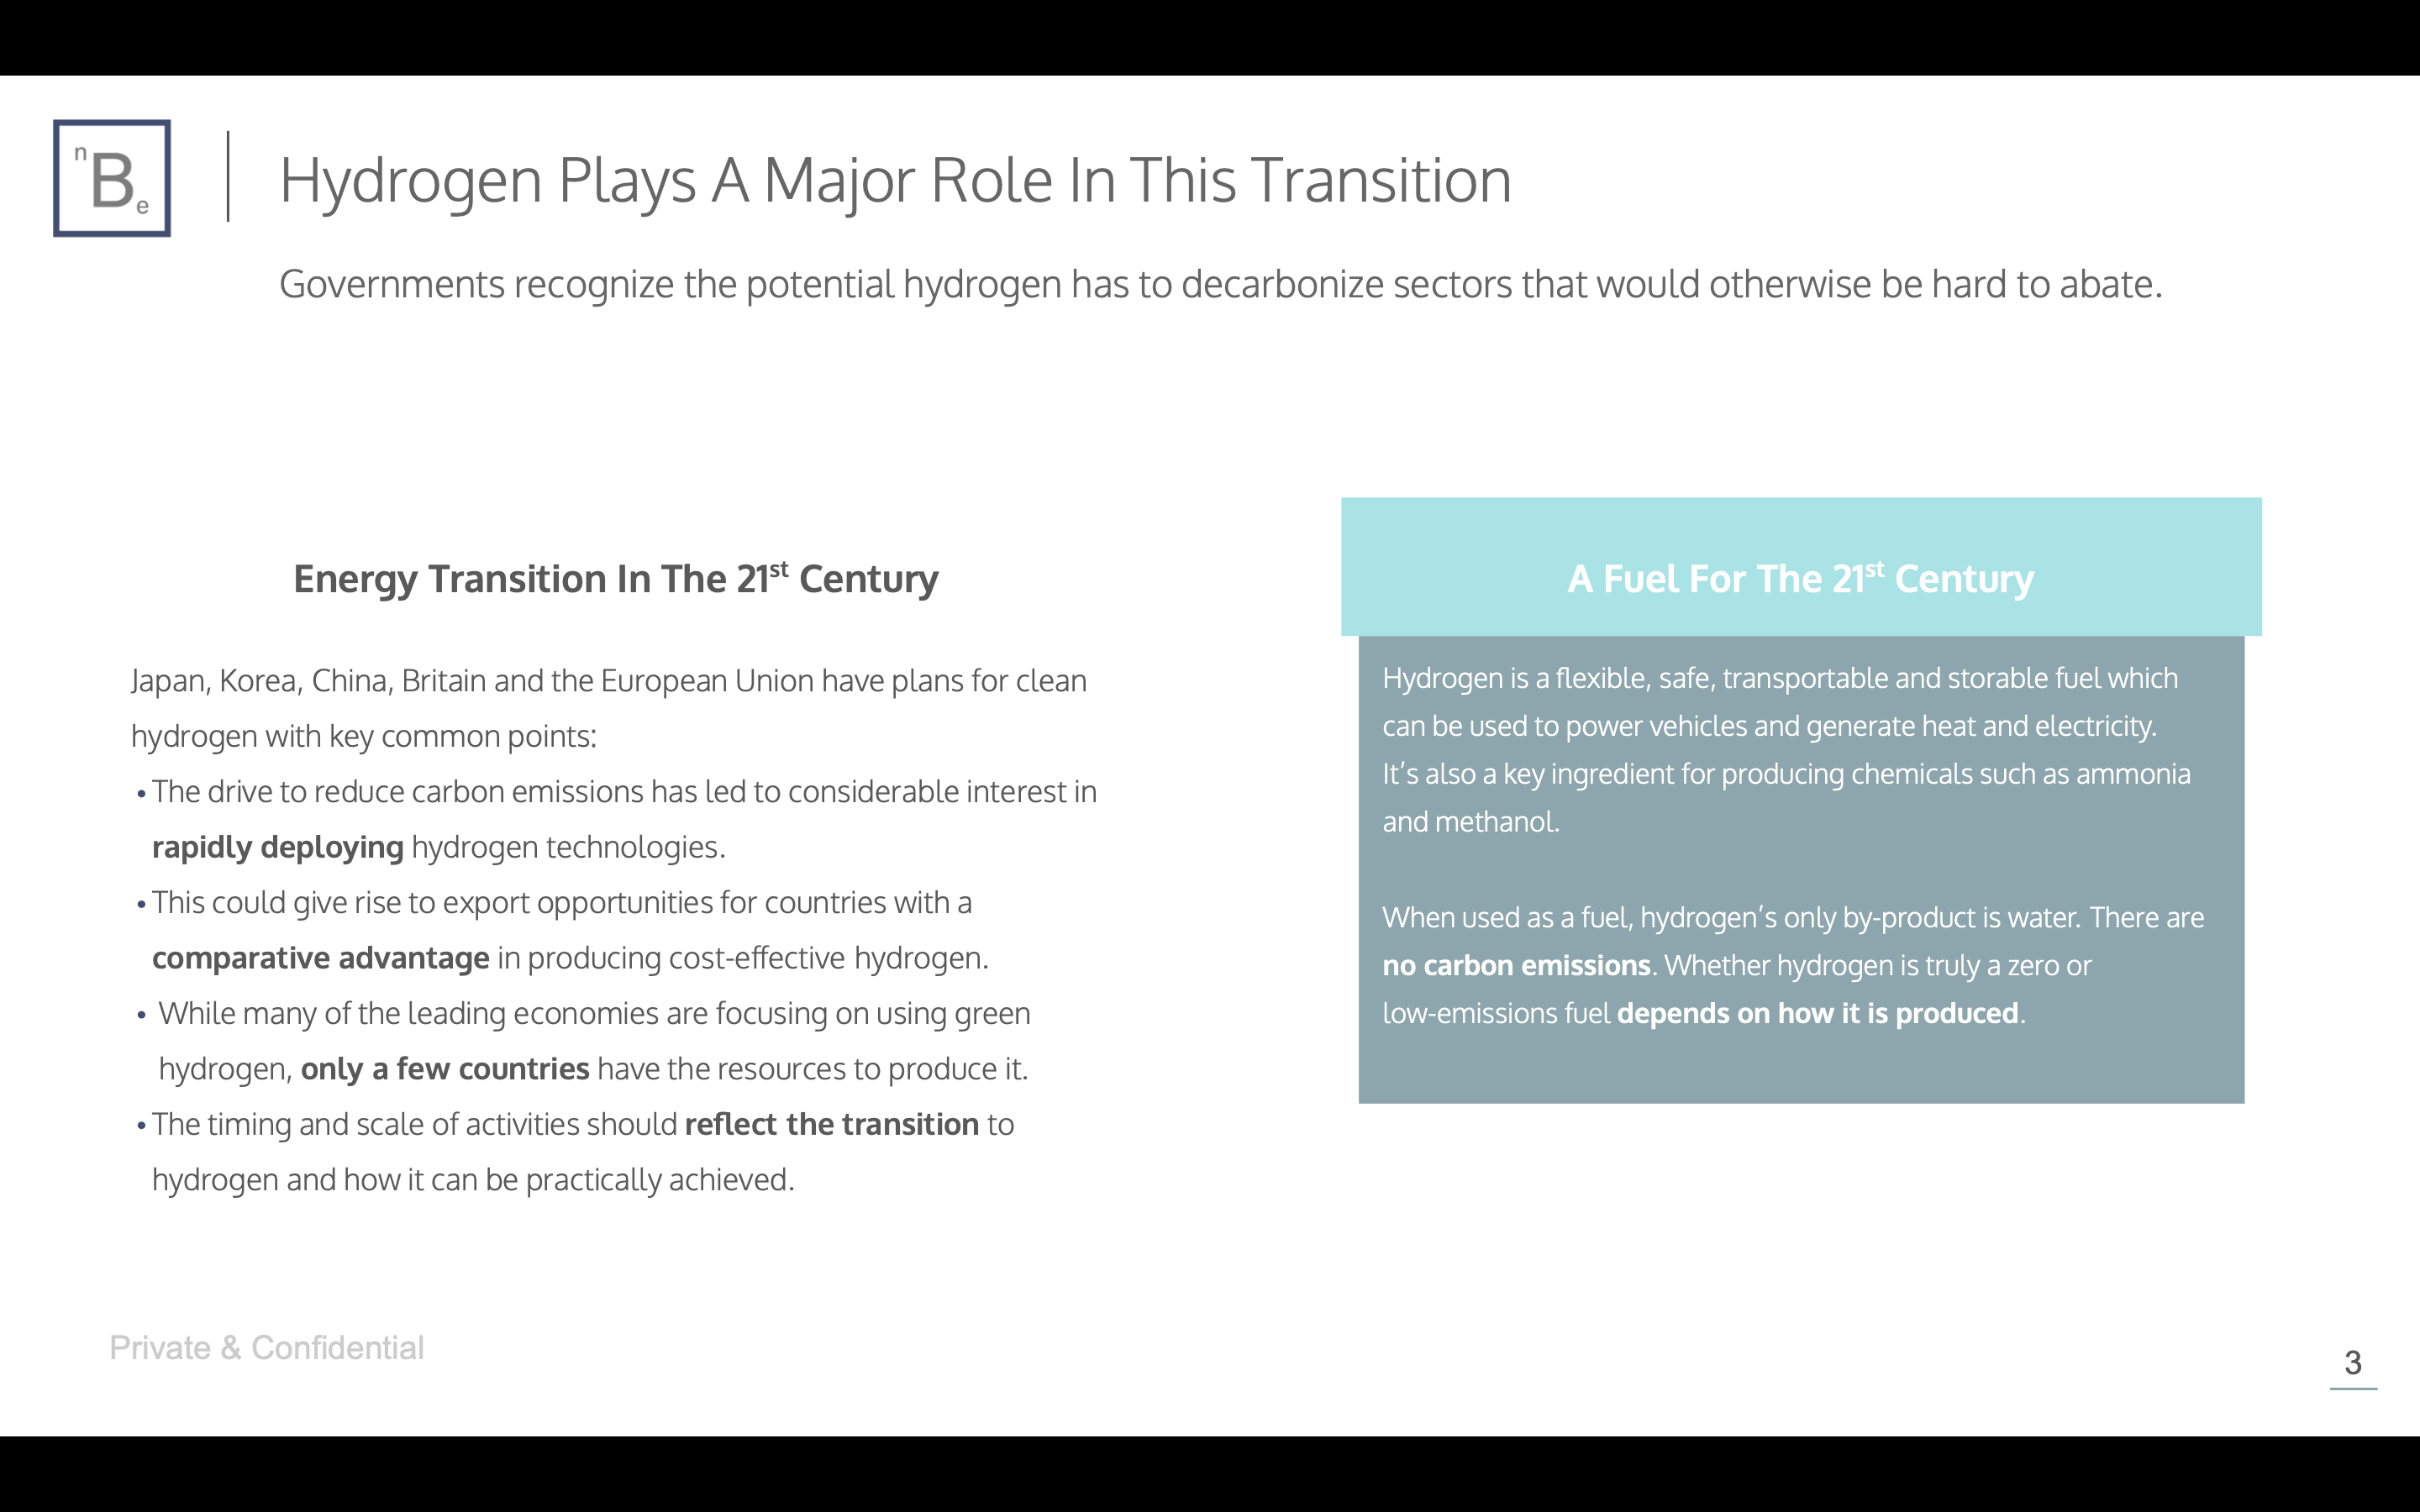 n
B
e
Hydrogen Plays A Major Role In This Transition
Governments recognize the potential hydrogen has to decarbonize sectors that would otherwise be hard to abate.
Energy Transition In The 21st Century
Japan, Korea, China, Britain and the European Union have plans for clean
hydrogen with key common points:
• The drive to reduce carbon emissions has led to considerable interest in
rapidly deploying hydrogen technologies.
• This could give rise to export opportunities for countries with a
comparative advantage in producing cost-effective hydrogen.
• While many of the leading economies are focusing on using green
hydrogen, only a few countries have the resources to produce it.
• The timing and scale of activities should reflect the transition to
hydrogen and how it can be practically achieved.
A Fuel For The 21st Century
Hydrogen is a flexible, safe, transportable and storable fuel which
can be used to power vehicles and generate heat and electricity.
It’s also a key ingredient for producing chemicals such as ammonia
and methanol.
When used as a fuel, hydrogen’s only by-product is water. There are
no carbon emissions. Whether hydrogen is truly a zero or
low-emissions fuel depends on how it is produced.
Private & Confidential
3